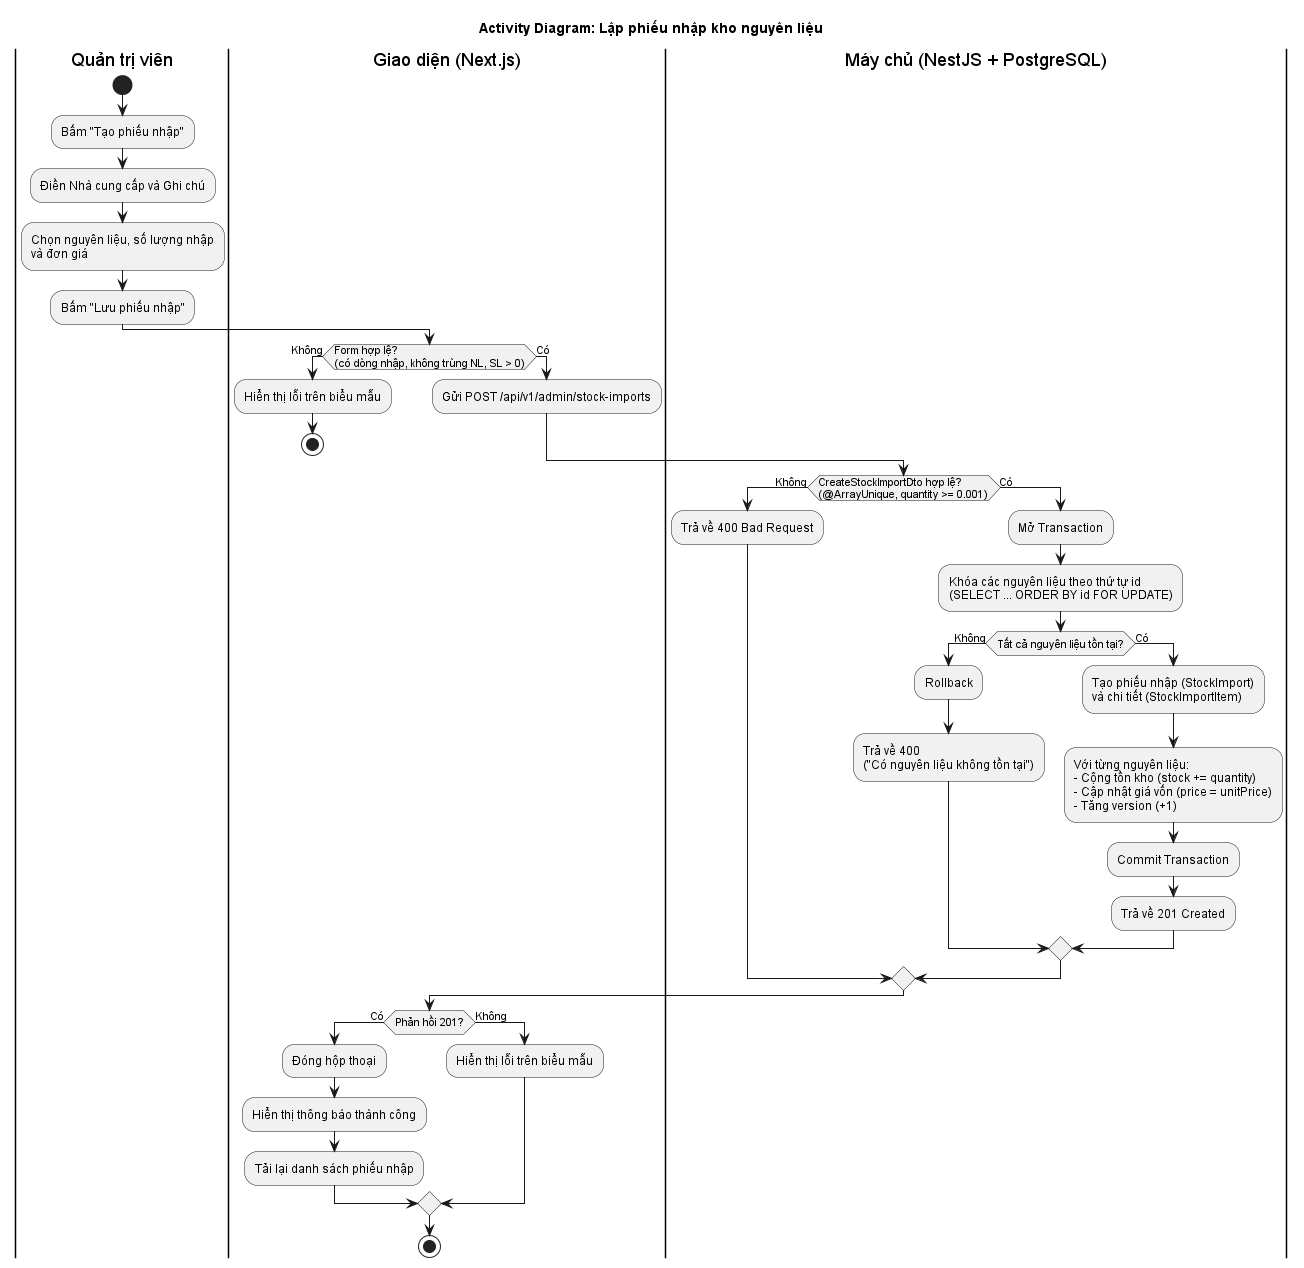 Activity Diagram: Lập phiếu nhập kho nguyên liệu
Quản trị viên
Giao diện (Next.js)
Máy chủ (NestJS + PostgreSQL)
Bấm "Tạo phiếu nhập"
Điền Nhà cung cấp và Ghi chú
Chọn nguyên liệu, số lượng nhập
và đơn giá
Bấm "Lưu phiếu nhập"
Không
Form hợp lệ?
(có dòng nhập, không trùng NL, SL > 0)
Có
Hiển thị lỗi trên biểu mẫu
Gửi POST /api/v1/admin/stock-imports
Không
CreateStockImportDto hợp lệ?
(@ArrayUnique, quantity >= 0.001)
Có
Trả về 400 Bad Request
Mở Transaction
Khóa các nguyên liệu theo thứ tự id
(SELECT ... ORDER BY id FOR UPDATE)
Không
Tất cả nguyên liệu tồn tại?
Có
Rollback
Tạo phiếu nhập (StockImport)
và chi tiết (StockImportItem)
Trả về 400
("Có nguyên liệu không tồn tại")
Với từng nguyên liệu:
- Cộng tồn kho (stock += quantity)
- Cập nhật giá vốn (price = unitPrice)
- Tăng version (+1)
Commit Transaction
Trả về 201 Created
Có
Phản hồi 201?
Không
Đóng hộp thoại
Hiển thị lỗi trên biểu mẫu
Hiển thị thông báo thành công
Tải lại danh sách phiếu nhập